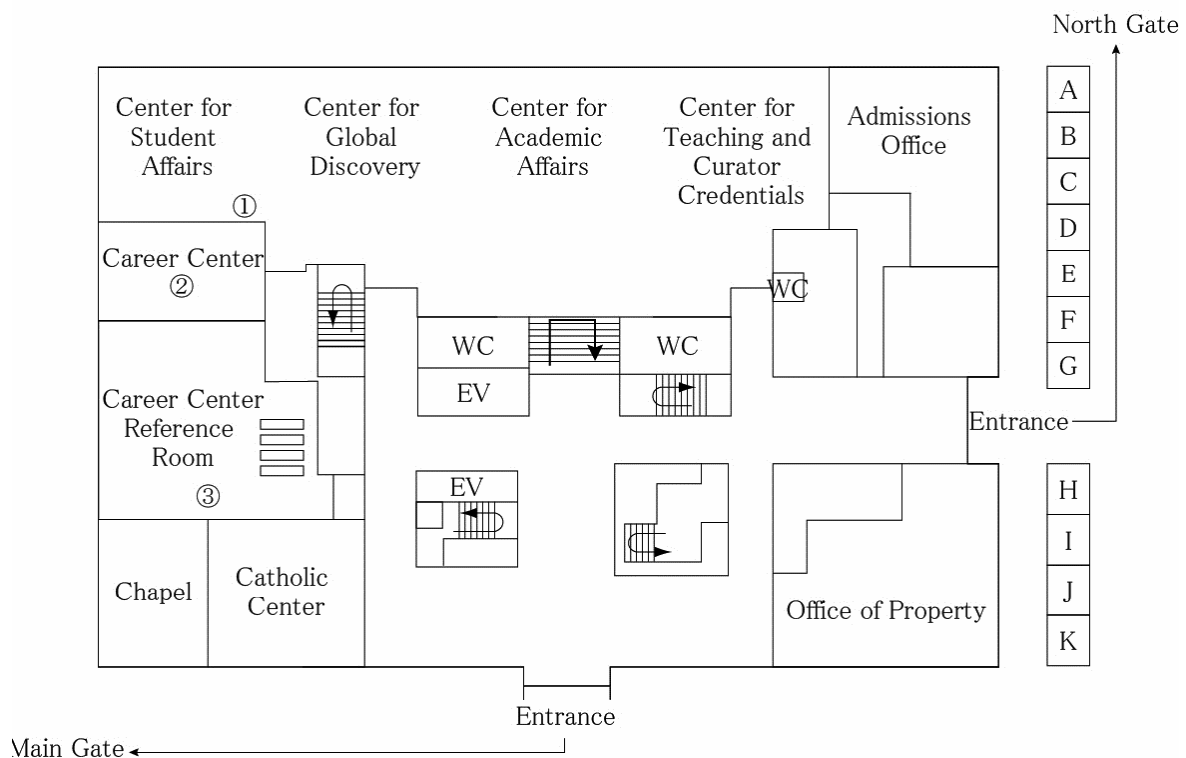 North Gate
Center for
Student
Affairs
①
Center for
Global
Discovery
Center for
Academic
Affairs
Center for
Teaching and
Curator
Credentials
Admissions
Office
A
B
C
D
E
F
G
Career Center
②
WC
WC
WC
EV
Career Center
Reference
Room
③
Entrance
EV
H
I
J
K
Chapel
Catholic
Center
Office of Property
Entrance
Main Gate